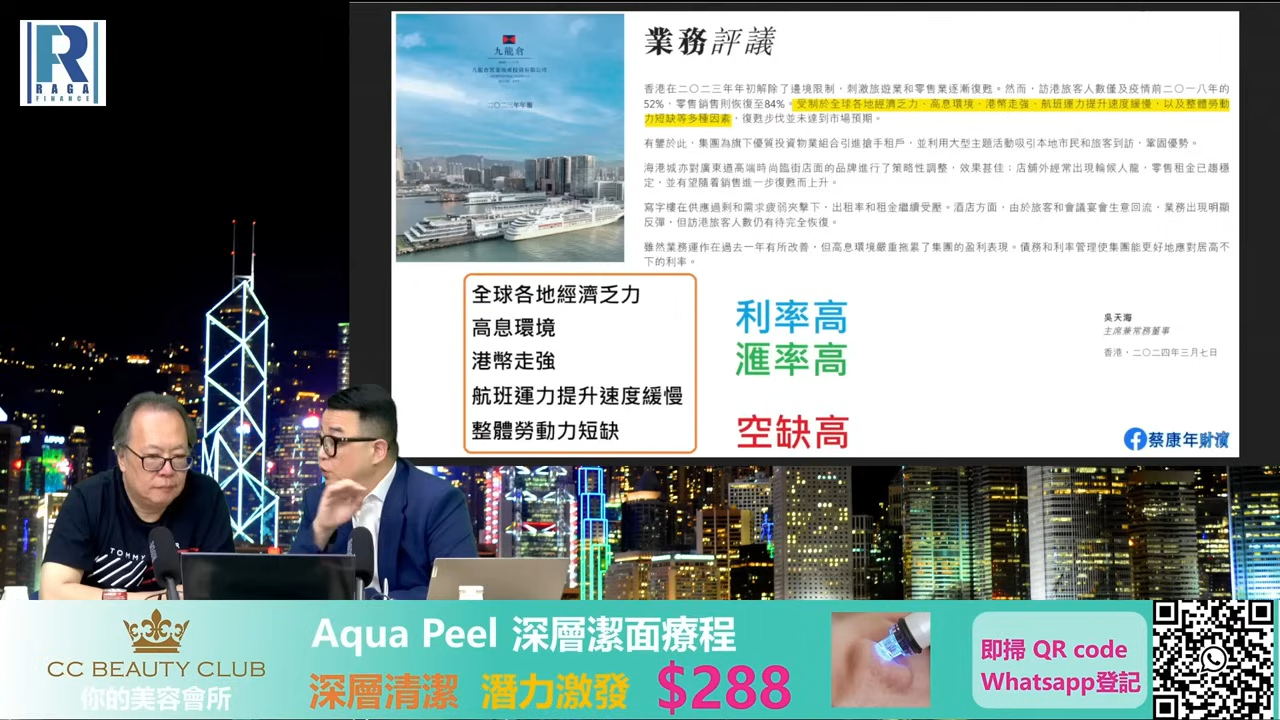 RAGA
FINANCE
九龍倉
九龍倉置業地產投資有限公司
二〇二三年年報
業務評議
香港在二〇二三年年初解除了邊境限制，刺激旅遊業和零售業逐漸復甦。然而，訪港旅客人數僅及疫情前二〇一八年的
52%，零售銷售則恢復至84%。受制於全球各地經濟乏力、高息環境、港幣走強、航班運力提升速度緩慢，以及整體勞動
力短缺等多種因素，復甦步伐並未達到市場預期。
有鑒於此，集團為旗下優質投資物業組合引進搶手租戶，並利用大型主題活動吸引本地市民和旅客到訪，鞏固優勢。
海港城亦對廣東道高端時尚臨街店面的品牌進行了策略性調整，效果甚佳；店舖外經常出現輪候人龍，零售租金已趨穩
定，並有望隨着銷售進一步復甦而上升。
寫字樓在供應過剩和需求疲弱夾擊下，出租率和租金繼續受壓。酒店方面，由於旅客和會議宴會生意回流，業務出現明顯
反彈，但訪港旅客人數仍有待完全恢復。
雖然業務運作在過去一年有所改善，但高息環境嚴重拖累了集團的盈利表現。債務和利率管理使集團能更好地應對居高不
下的利率。
吳天海
主席兼常務董事
香港，二〇二四年三月七日
全球各地經濟乏力
高息環境
港幣走強
航班運力提升速度緩慢
整體勞動力短缺
利率高
滙率高
空缺高
蔡康年財演
TOMMY
CC BEAUTY CLUB
你的美容會所
Aqua Peel 深層潔面療程
深層清潔 潛力激發 $288
即掃 QR code
Whatsapp登記